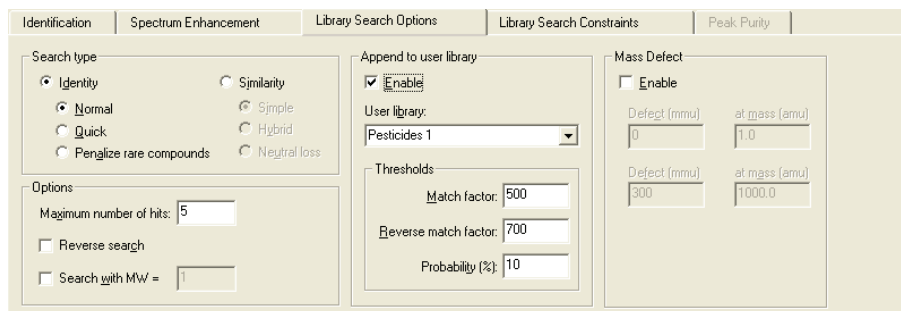 Identification Spectrum Enhancement Library Search Options Library Search Constraints Peak Purity
Search type
Identity Similarity
Normal Simple
Quick Hybrid
Penalize rare compounds Neutral loss
Options
Maximum number of hits: 5
Reverse search
Search with MW = 1
Append to user library
Enable
User library:
Pesticides 1
Thresholds
Match factor: 500
Reverse match factor: 700
Probability (%): 10
Mass Defect
Enable
Defect (mmu) at mass (amu)
0 1.0
Defect (mmu) at mass (amu)
300 1000.0